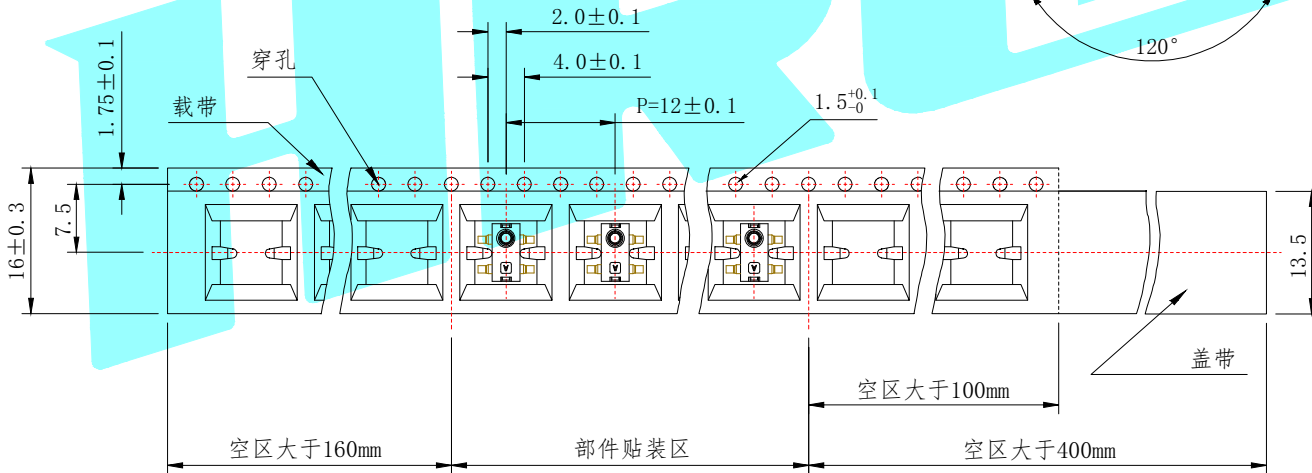 2.0±0.1
120°
穿孔
4.0±0.1
1.75±0.1
载带
P=12±0.1
1.5+0.1-0
16±0.3
7.5
A
A
A
13.5
盖带
空区大于100mm
空区大于160mm
部件贴装区
空区大于400mm